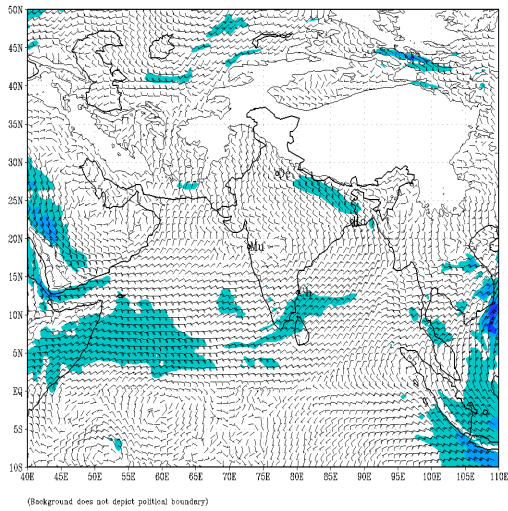 50N
45N
40N
35N
30N
25N
20N
Mu
15N
10N
5N
EQ
5S
10S
40E 45E 50E 55E 60E 65E 70E 75E 80E 85E 90E 95E 100E 105E 110E
(Background does not depict political boundary)